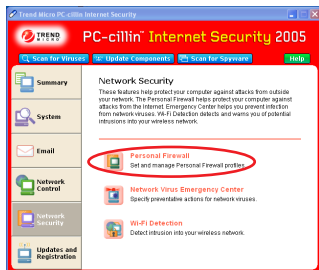 Trend Micro PC-cillin Internet Security
TREND MICRO
PC-cillin™ Internet Security 2005
Scan for Viruses
Update Components
Scan for Spyware
Help
Summary
System
Email
Network Control
Network Security
Updates and Registration
Network Security
These features help protect your computer against attacks from outside
your network. The Personal Firewall helps protect your computer against
attacks from the Internet. Emergency Center helps you prevent infection
from network viruses. Wi-Fi Detection detects and warns you of potential
intrusions into your wireless network.
Personal Firewall
Set and manage Personal Firewall profiles.
Network Virus Emergency Center
Specify preventative actions for network viruses.
Wi-Fi Detection
Detect intrusion into your wireless network.